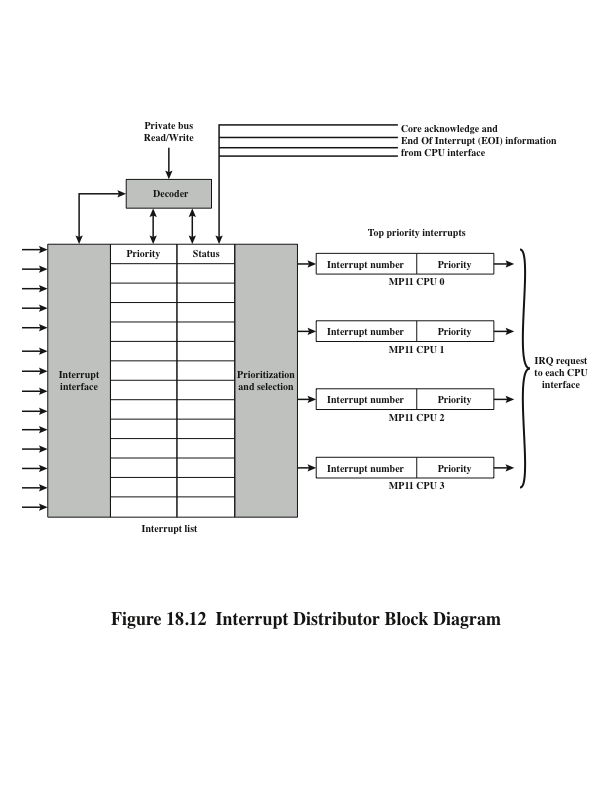 Private bus
Read/Write
Core acknowledge and
End Of Interrupt (EOI) information
from CPU interface
Decoder
Top priority interrupts
Priority
Status
Interrupt number
Priority
MP11 CPU 0
Interrupt number
Priority
MP11 CPU 1
Interrupt
interface
Prioritization
and selection
IRQ request
to each CPU
interface
Interrupt number
Priority
MP11 CPU 2
Interrupt number
Priority
MP11 CPU 3
Interrupt list
Figure 18.12 Interrupt Distributor Block Diagram